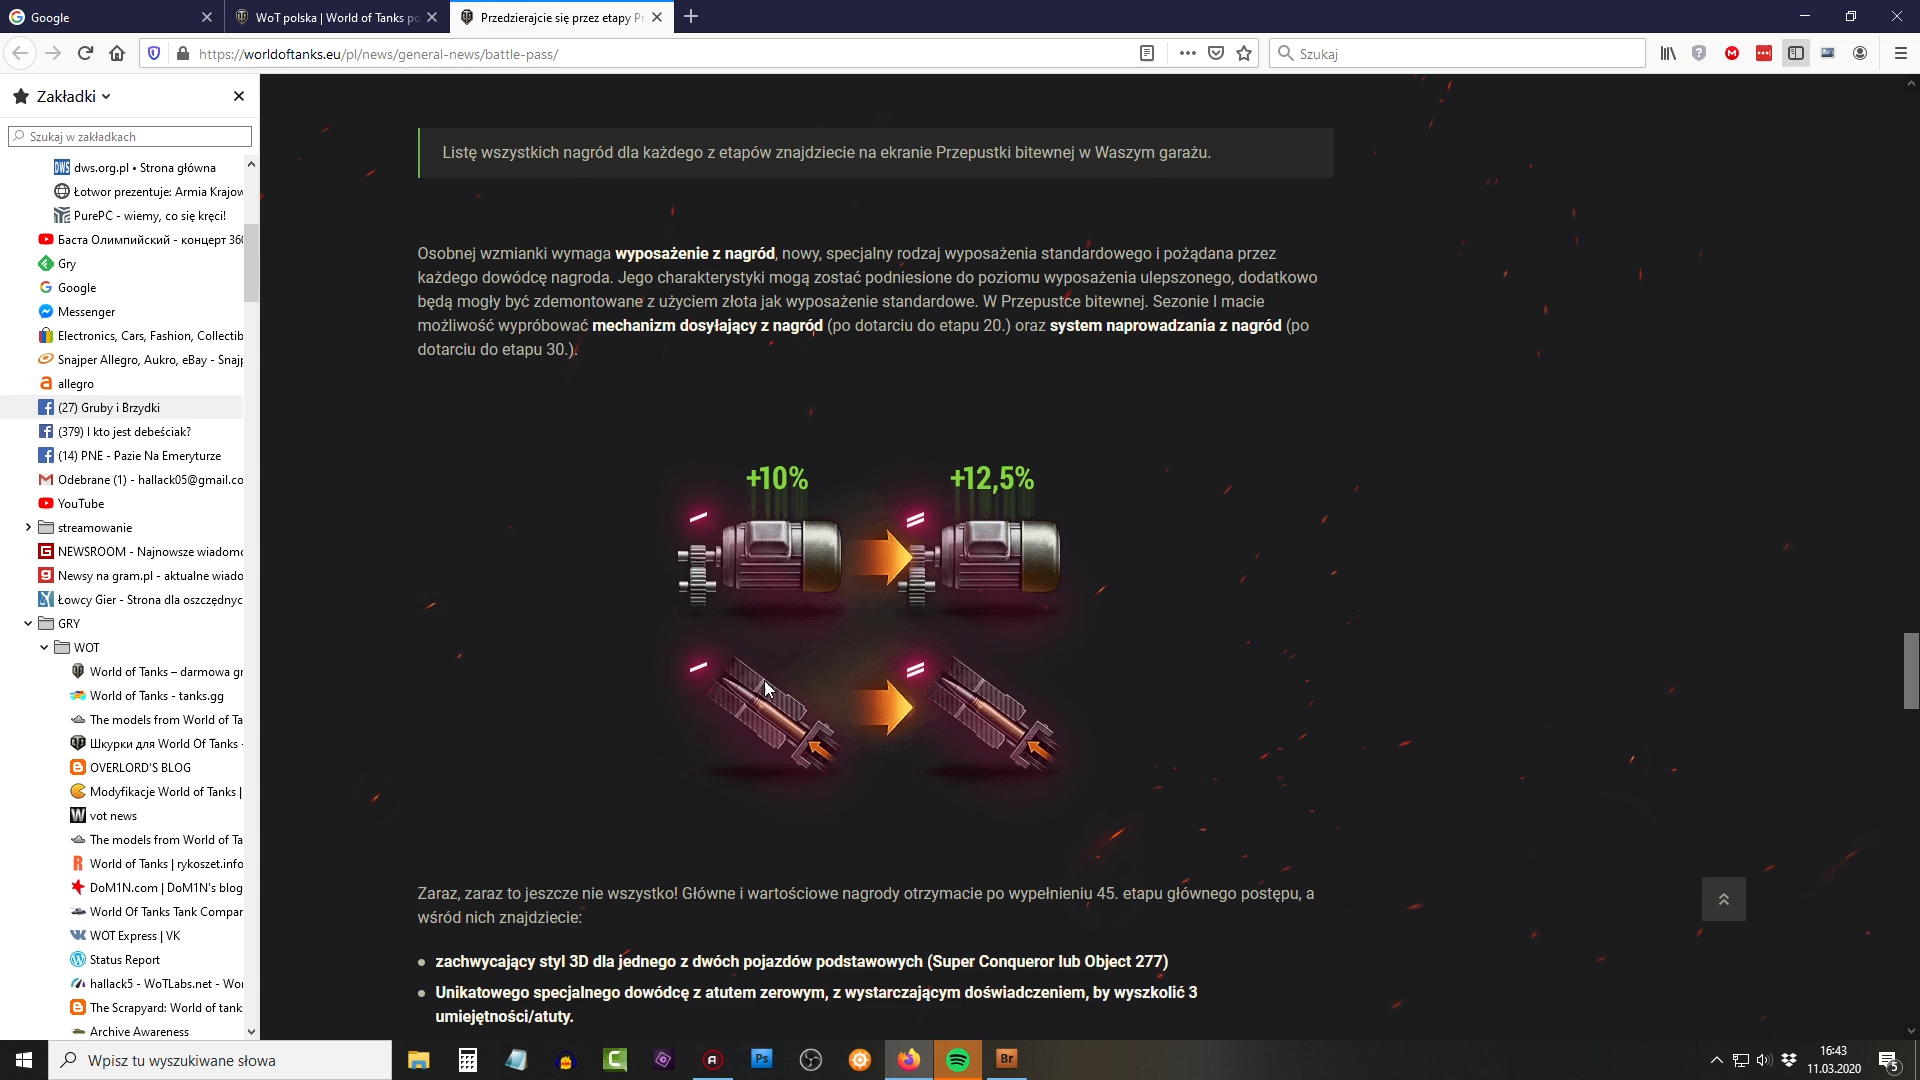 Google
WoT polska | World of Tanks po
Przedzierajcie się przez etapy Pr
https://worldoftanks.eu/pl/news/general-news/battle-pass/
Szukaj
Zakładki
Szukaj w zakładkach
dws.org.pl • Strona główna
Łotwor prezentuje: Armia Krajow
PurePC - wiemy, co się kręci!
Баста Олимпийский - концерт 360
Gry
Google
Messenger
Electronics, Cars, Fashion, Collectib
Snajper Allegro, Aukro, eBay - Snajp
allegro
(27) Gruby i Brzydki
(379) I kto jest debeściak?
(14) PNE - Pazie Na Emeryturze
Odebrane (1) - hallack05@gmail.co
YouTube
streamowanie
NEWSROOM - Najnowsze wiadomo
Newsy na gram.pl - aktualne wiado
Łowcy Gier - Strona dla oszczędnyc
GRY
WOT
World of Tanks – darmowa gr
World of Tanks - tanks.gg
The models from World of Ta
Шкурки для World Of Tanks -
OVERLORD'S BLOG
Modyfikacje World of Tanks |
vot news
The models from World of Ta
World of Tanks | rykoszet.info
DoM1N.com | DoM1N's blog
World Of Tanks Tank Compar
WOT Express | VK
Status Report
hallack5 - WoTLabs.net - Wor
The Scrapyard: World of tank
Archive Awareness
Listę wszystkich nagród dla każdego z etapów znajdziecie na ekranie Przepustki bitewnej w Waszym garażu.
Osobnej wzmianki wymaga wyposażenie z nagród, nowy, specjalny rodzaj wyposażenia standardowego i pożądana przez
każdego dowódcę nagroda. Jego charakterystyki mogą zostać podniesione do poziomu wyposażenia ulepszonego, dodatkowo
będą mogły być zdemontowane z użyciem złota jak wyposażenie standardowe. W Przepustce bitewnej. Sezonie I macie
możliwość wypróbować mechanizm dosyłający z nagród (po dotarciu do etapu 20.) oraz system naprowadzania z nagród (po
dotarciu do etapu 30.).
+10%
+12,5%
Zaraz, zaraz to jeszcze nie wszystko! Główne i wartościowe nagrody otrzymacie po wypełnieniu 45. etapu głównego postępu, a
wśród nich znajdziecie:
zachwycający styl 3D dla jednego z dwóch pojazdów podstawowych (Super Conqueror lub Object 277)
Unikatowego specjalnego dowódcę z atutem zerowym, z wystarczającym doświadczeniem, by wyszkolić 3
umiejętności/atuty.
Wpisz tu wyszukiwane słowa
Ps
Br
16:43
11.03.2020
5